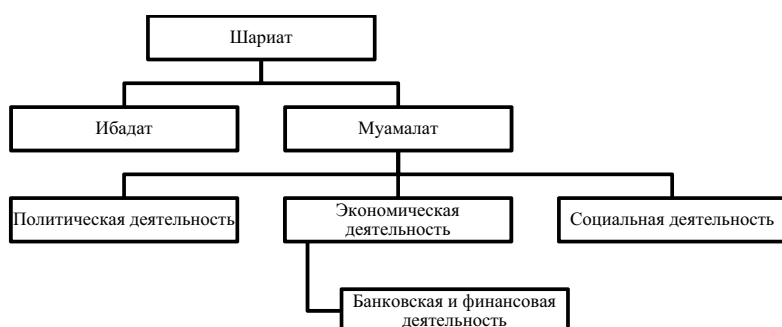 Шариат
Ибадат
Муамалат
Политическая деятельность
Экономическая
деятельность
Социальная деятельность
Банковская и финансовая
деятельность